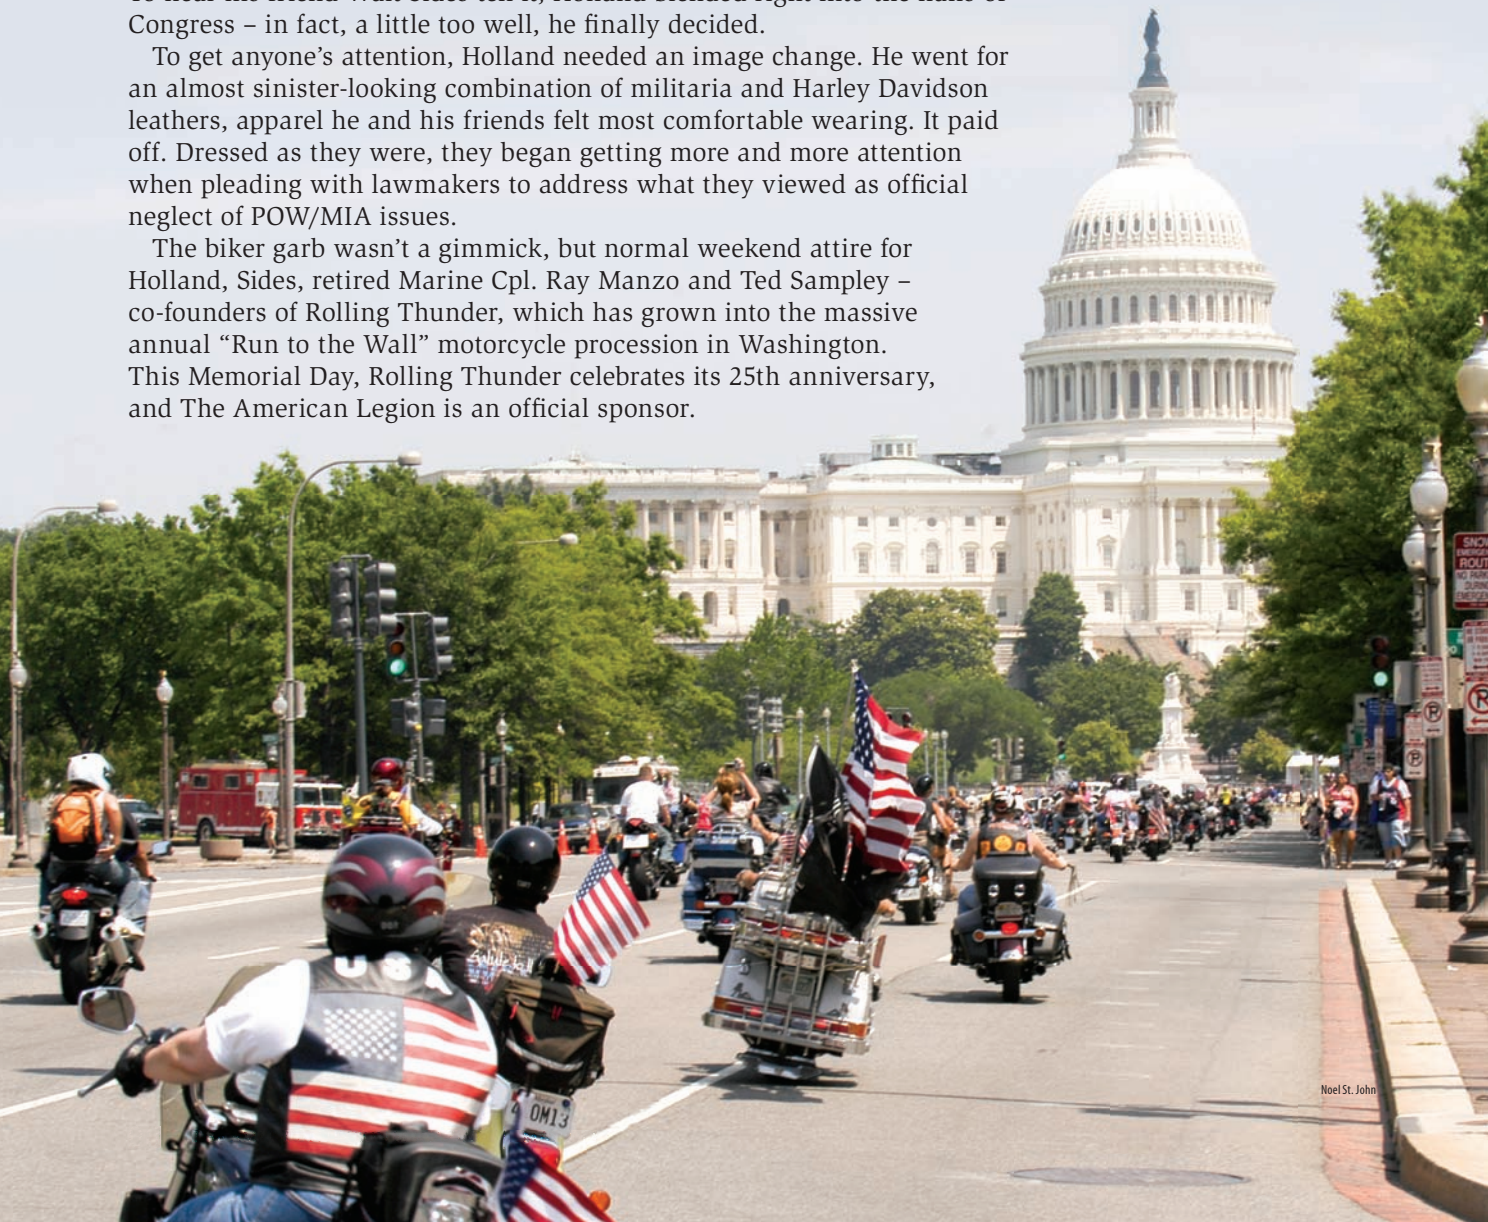 Congress – in fact, a little too well, he finally decided.
To get anyone’s attention, Holland needed an image change. He went for
an almost sinister-looking combination of militaria and Harley Davidson
leathers, apparel he and his friends felt most comfortable wearing. It paid
off. Dressed as they were, they began getting more and more attention
when pleading with lawmakers to address what they viewed as official
neglect of POW/MIA issues.
The biker garb wasn’t a gimmick, but normal weekend attire for
Holland, Sides, retired Marine Cpl. Ray Manzo and Ted Sampley –
co-founders of Rolling Thunder, which has grown into the massive
annual “Run to the Wall” motorcycle procession in Washington.
This Memorial Day, Rolling Thunder celebrates its 25th anniversary,
and The American Legion is an official sponsor.
SNOW
ROUT
USA
OM13
Noel St. John